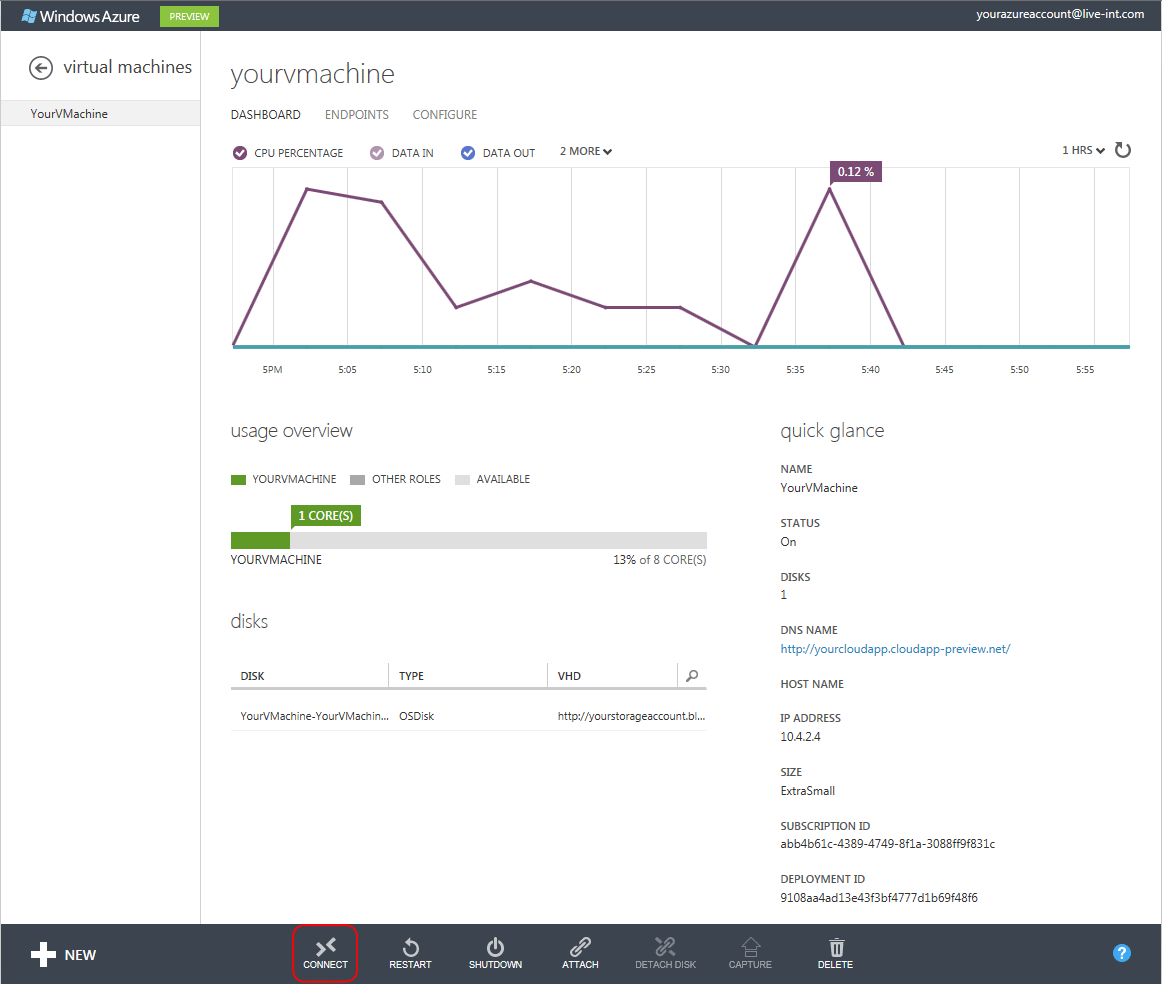 Windows Azure PREVIEW yourazureaccount@live-int.com
virtual machines
YourVMachine
yourvmachine
DASHBOARD ENDPOINTS CONFIGURE
CPU PERCENTAGE DATA IN DATA OUT 2 MORE 1 HRS
0.12 %
5PM 5:05 5:10 5:15 5:20 5:25 5:30 5:35 5:40 5:45 5:50 5:55
usage overview
YOURVMACHINE OTHER ROLES AVAILABLE
1 CORE(S)
YOURVMACHINE 13% of 8 CORE(S)
disks
DISK TYPE VHD
YourVMachine-YourVMachin... OSDisk http://yourstorageaccount.bl...
quick glance
NAME
YourVMachine
STATUS
On
DISKS
1
DNS NAME
http://yourcloudapp.cloudapp-preview.net/
HOST NAME
IP ADDRESS
10.4.2.4
SIZE
ExtraSmall
SUBSCRIPTION ID
abb4b61c-4389-4749-8f1a-3088ff9f831c
DEPLOYMENT ID
9108aa4ad13e43f3bf4777d1b69f48f6
NEW CONNECT RESTART SHUTDOWN ATTACH DETACH DISK CAPTURE DELETE ?